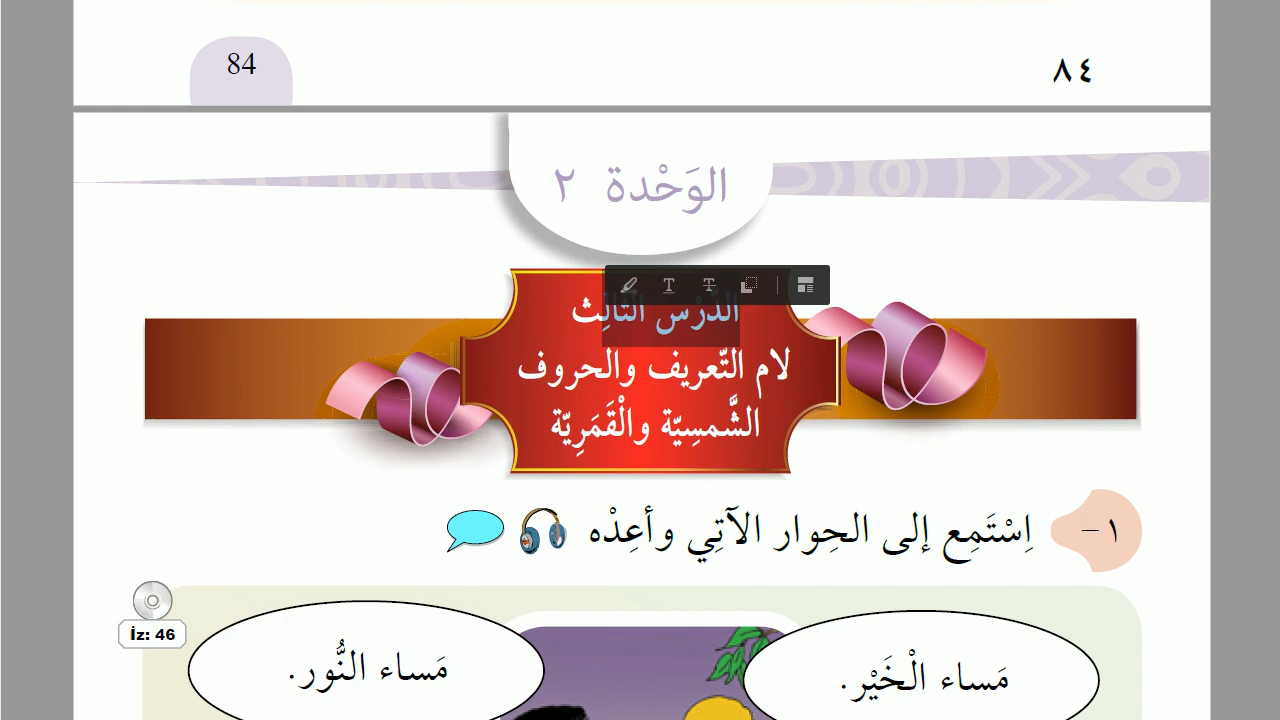 84
٨٤
الوَحْدة ٢
الدَّرْس الثّالِث
لام التّعريف والحروف
الشَّمسِيّة والْقَمَرِيّة
١–
اِسْتَمِع إلى الحِوار الآتِي وأعِدْه
İz: 46
مَساء الْخَيْر.
مَساء النُّور.